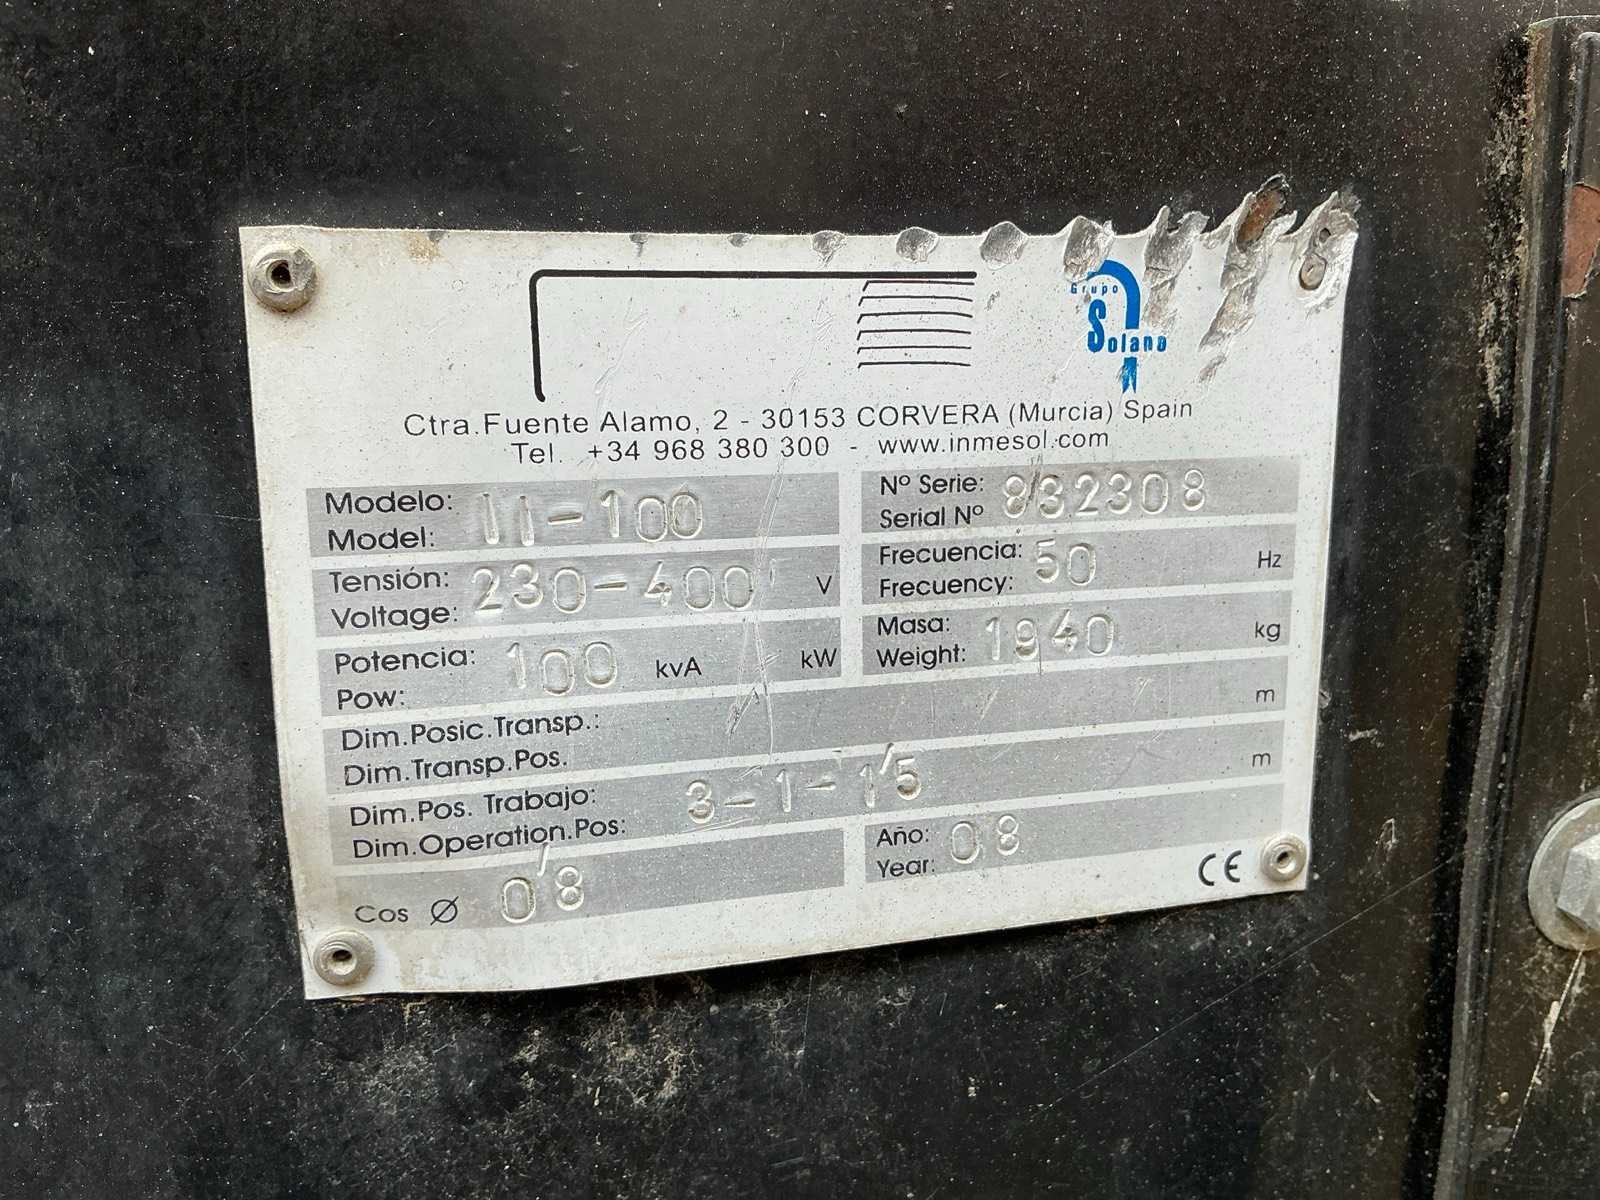 Grupo
Solana
Ctra.Fuente Alamo, 2 - 30153 CORVERA (Murcia) Spain
Tel. +34 968 380 300 - www.inmesol.com
Modelo:
Model: II-100
Nº Serie:
Serial Nº 832308
Tensión:
Voltage: 230-400 V
Frecuencia:
Frecuency: 50 Hz
Potencia:
Pow: 100 kvA kW
Masa:
Weight: 1940 kg
Dim.Posic.Transp.:
Dim.Transp.Pos. m
Dim.Pos. Trabajo:
Dim.Operation.Pos: 3-1-1'5 m
Cos Ø 0'8
Año:
Year: 08
CE